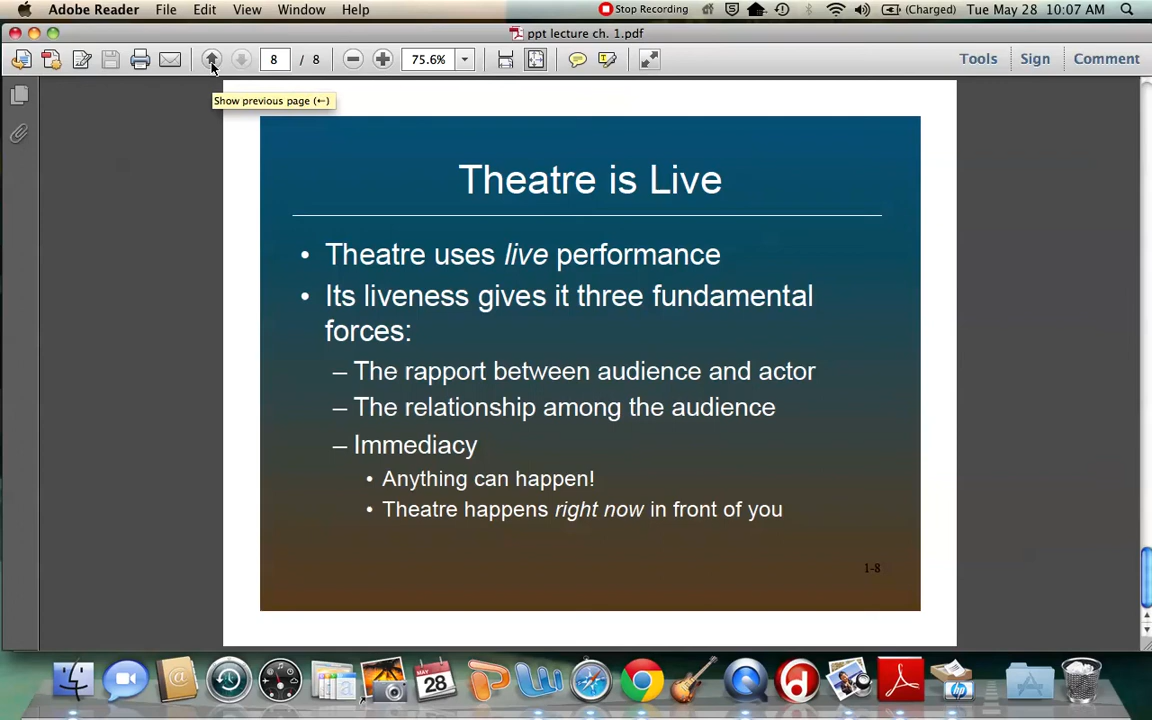 Adobe Reader File Edit View Window Help Stop Recording (Charged) Tue May 28 10:07 AM
ppt lecture ch. 1.pdf
8 / 8 75.6% Tools Sign Comment
Show previous page (←)
Theatre is Live
• Theatre uses live performance
• Its liveness gives it three fundamental
forces:
– The rapport between audience and actor
– The relationship among the audience
– Immediacy
• Anything can happen!
• Theatre happens right now in front of you
1-8
28